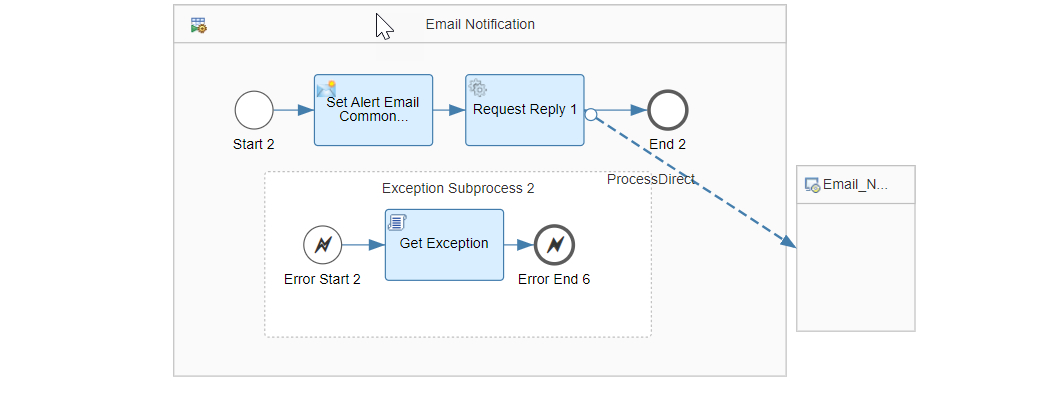 Email Notification
Set Alert Email
Common...
Request Reply 1
Start 2
End 2
ProcessDirect
Email_N...
Exception Subprocess 2
Get Exception
Error Start 2
Error End 6